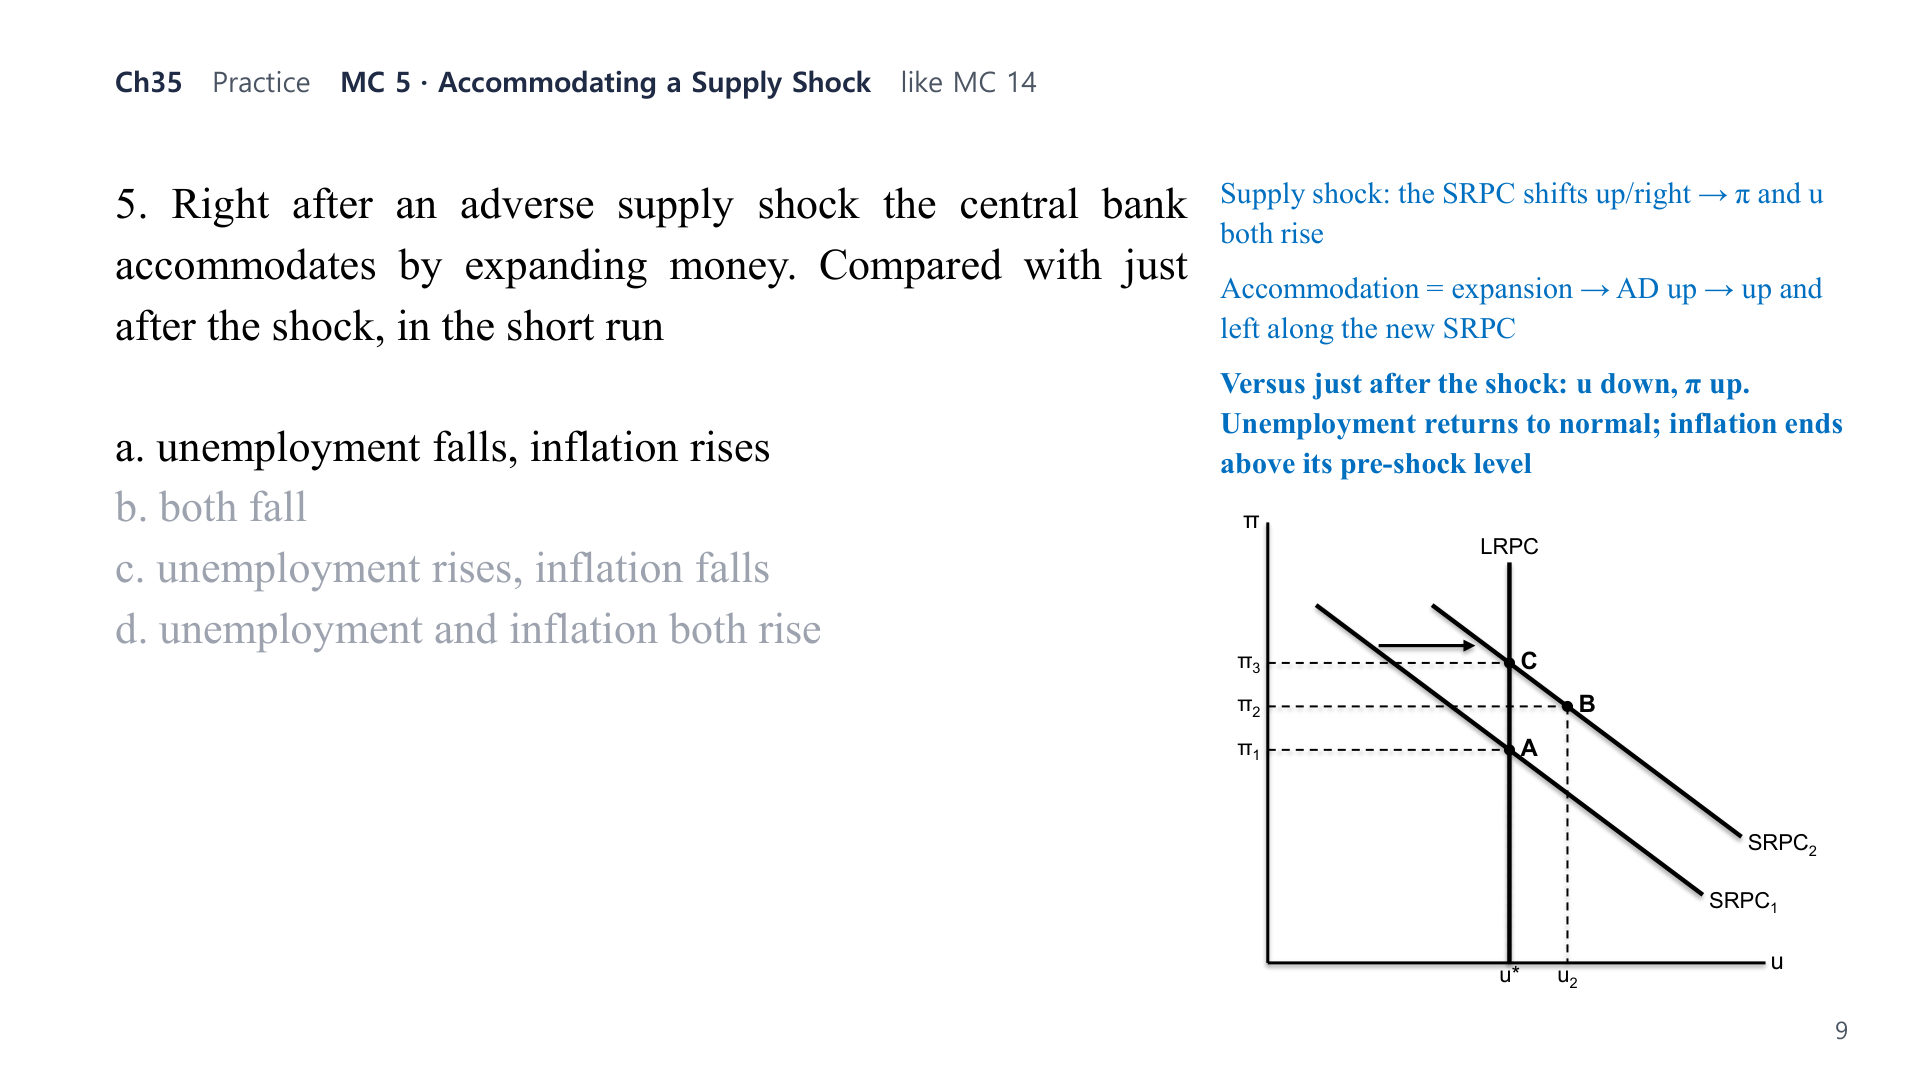 Ch35 Practice MC 5 · Accommodating a Supply Shock like MC 14
5. Right after an adverse supply shock the central bank
accommodates by expanding money. Compared with just
after the shock, in the short run
a. unemployment falls, inflation rises
b. both fall
c. unemployment rises, inflation falls
d. unemployment and inflation both rise
Supply shock: the SRPC shifts up/right → π and u
both rise
Accommodation = expansion → AD up → up and
left along the new SRPC
Versus just after the shock: u down, π up.
Unemployment returns to normal; inflation ends
above its pre-shock level
π
LRPC
π3
C
π2
B
π1
A
SRPC2
SRPC1
u
u*
u2
9